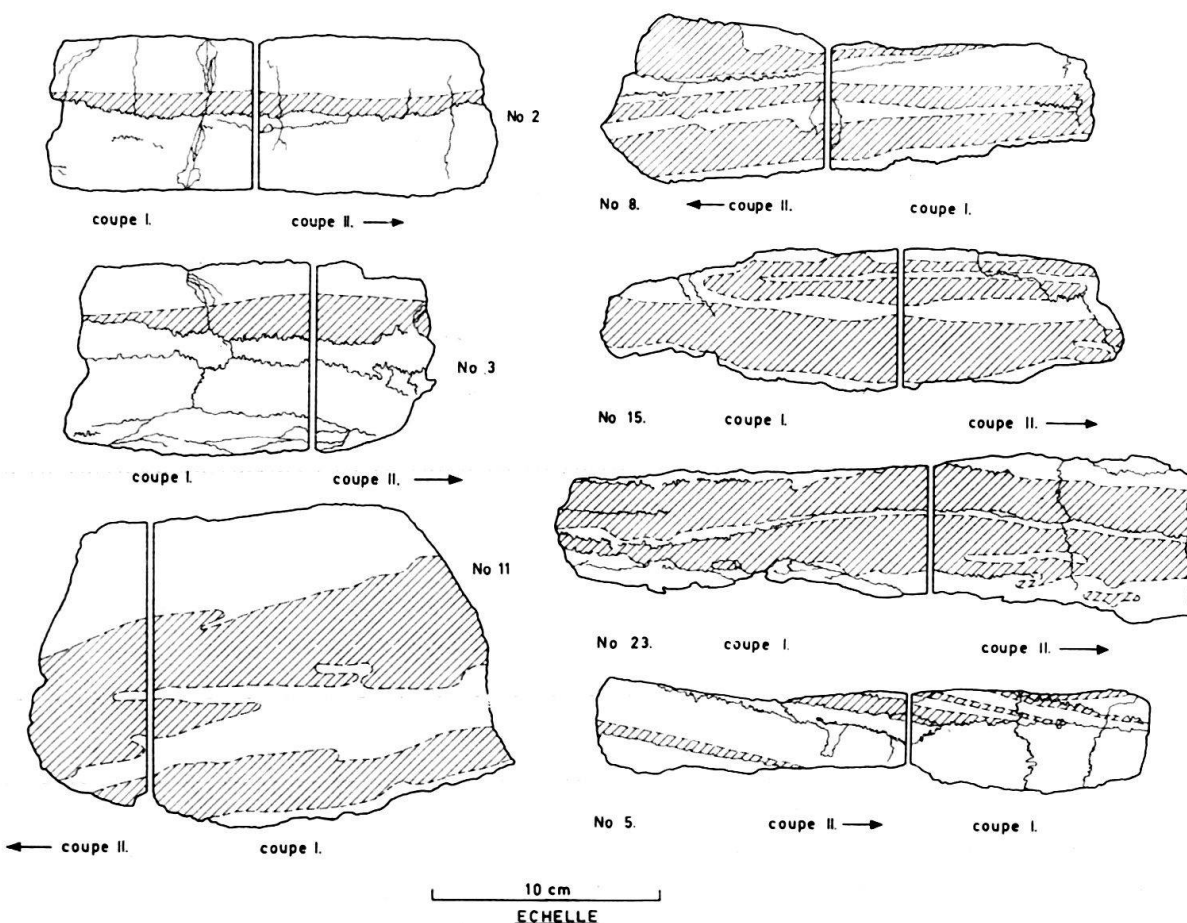 No 2
coupe I. coupe II.
No 3
coupe I. coupe II.
No 11
coupe II. coupe I.
No 8. coupe II. coupe I.
No 15. coupe I. coupe II.
No 23. coupe I. coupe II.
No 5. coupe II. coupe I.
10 cm
ECHELLE